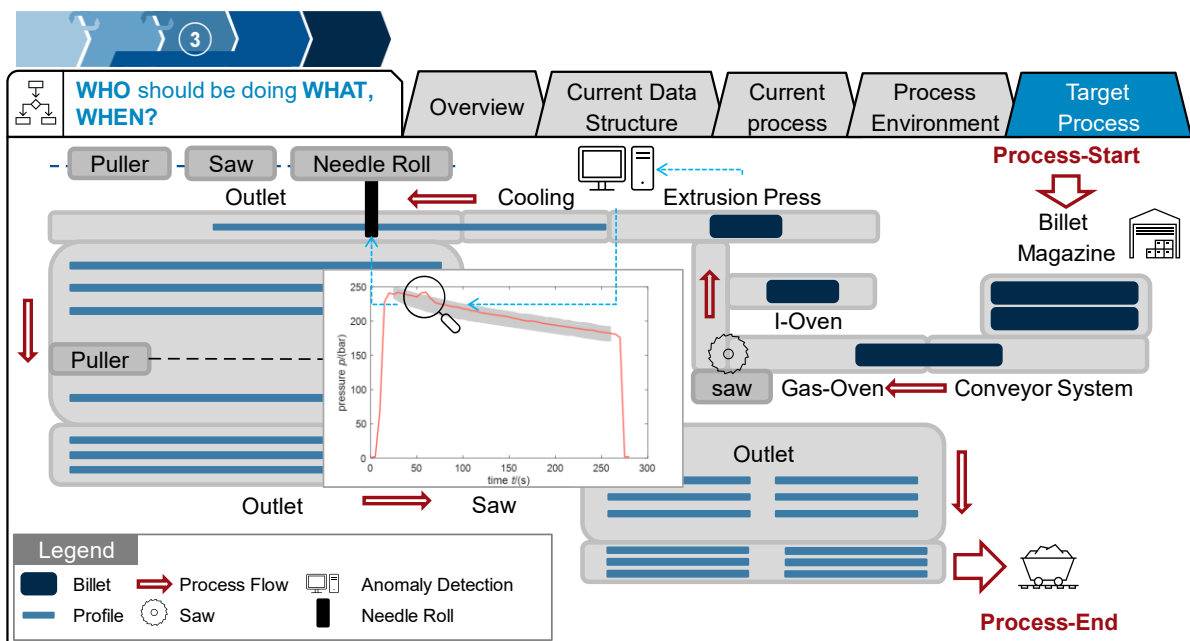 3
WHO should be doing WHAT,
WHEN?
Overview
Current Data
Structure
Current
process
Process
Environment
Target
Process
Puller
Saw
Needle Roll
Process-Start
Outlet
Cooling
Extrusion Press
Billet
Magazine
I-Oven
Puller
saw
Gas-Oven
Conveyor System
250
200
150
100
50
0
pressure p/(bar)
0
50
100
150
200
250
300
time t/(s)
Outlet
Outlet
Saw
Legend
Billet
Process Flow
Anomaly Detection
Profile
Saw
Needle Roll
Process-End